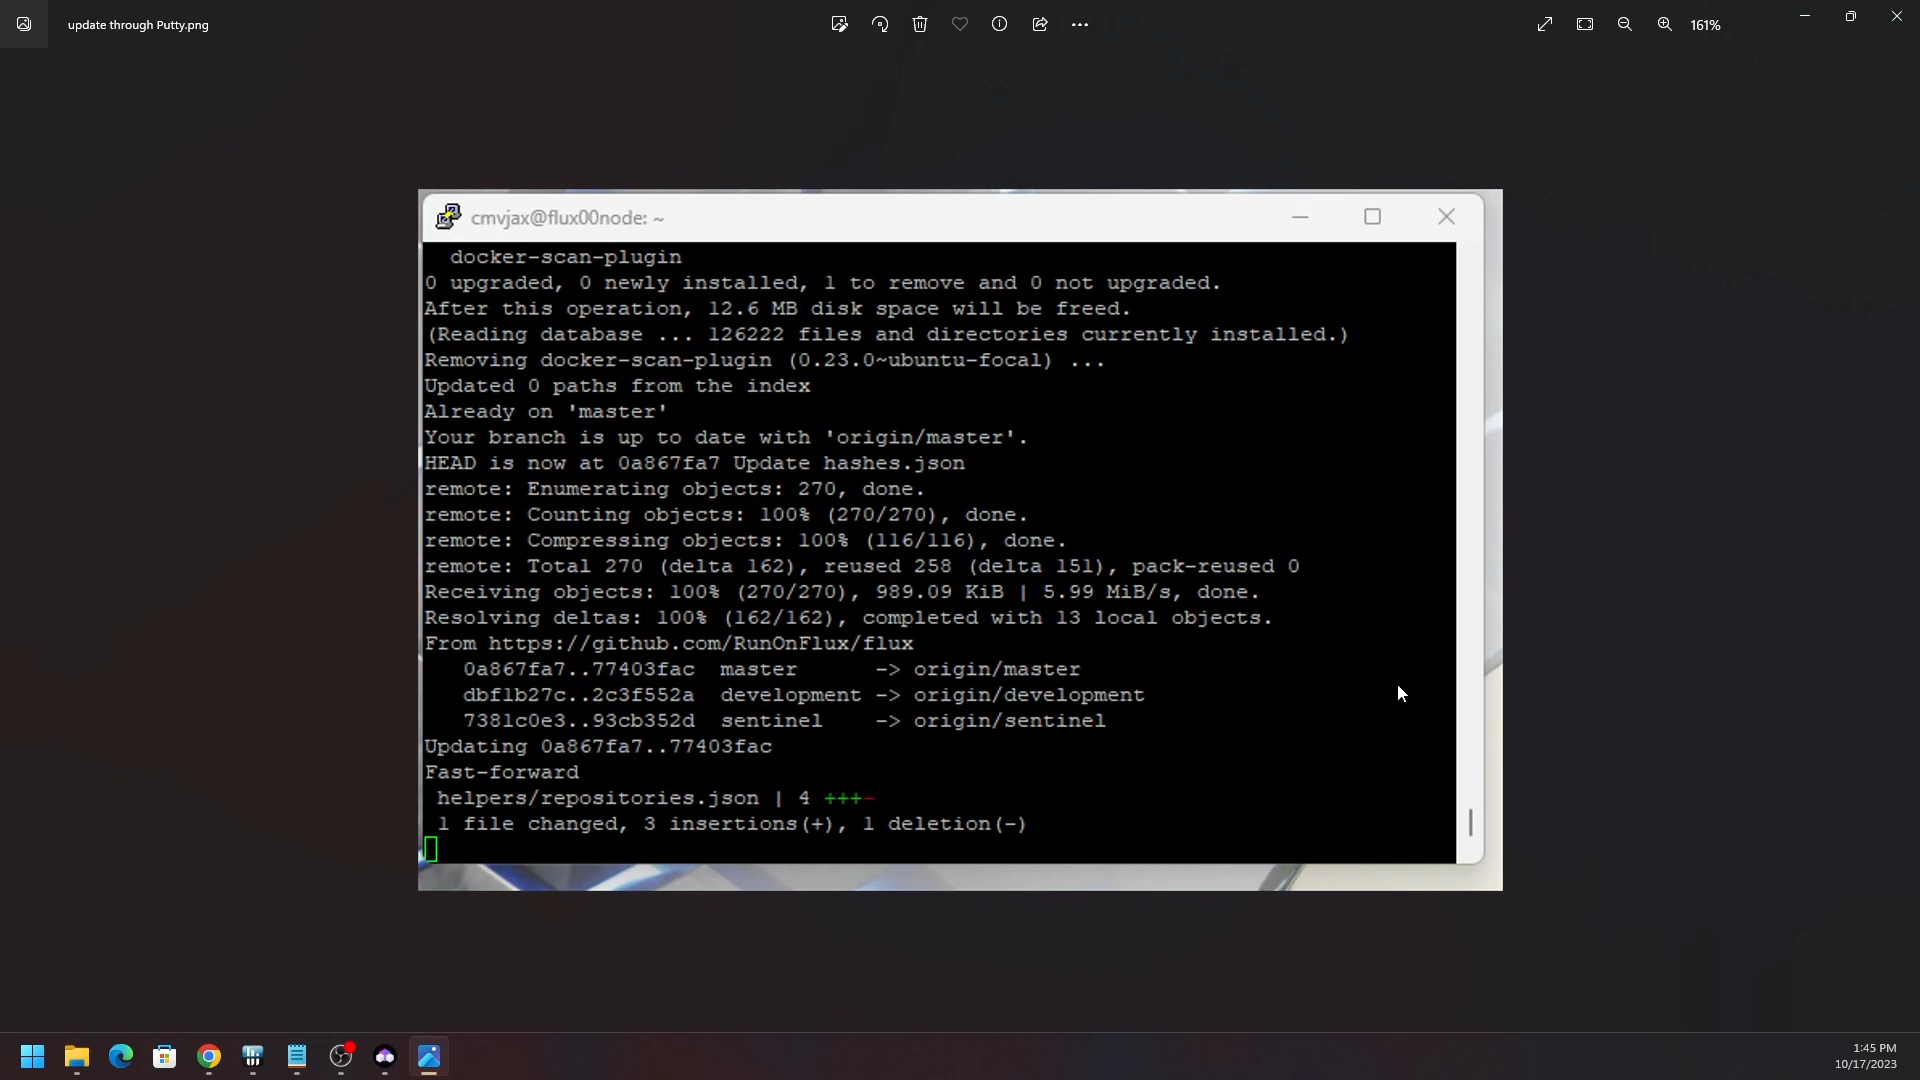 update through Putty.png
161%
cmvjax@flux00node: ~
docker-scan-plugin
0 upgraded, 0 newly installed, 1 to remove and 0 not upgraded.
After this operation, 12.6 MB disk space will be freed.
(Reading database ... 126222 files and directories currently installed.)
Removing docker-scan-plugin (0.23.0~ubuntu-focal) ...
Updated 0 paths from the index
Already on 'master'
Your branch is up to date with 'origin/master'.
HEAD is now at 0a867fa7 Update hashes.json
remote: Enumerating objects: 270, done.
remote: Counting objects: 100% (270/270), done.
remote: Compressing objects: 100% (116/116), done.
remote: Total 270 (delta 162), reused 258 (delta 151), pack-reused 0
Receiving objects: 100% (270/270), 989.09 KiB | 5.99 MiB/s, done.
Resolving deltas: 100% (162/162), completed with 13 local objects.
From https://github.com/RunOnFlux/flux
0a867fa7..77403fac master -> origin/master
dbf1b27c..2c3f552a development -> origin/development
7381c0e3..93cb352d sentinel -> origin/sentinel
Updating 0a867fa7..77403fac
Fast-forward
helpers/repositories.json | 4 +++-
1 file changed, 3 insertions(+), 1 deletion(-)
1:45 PM
10/17/2023